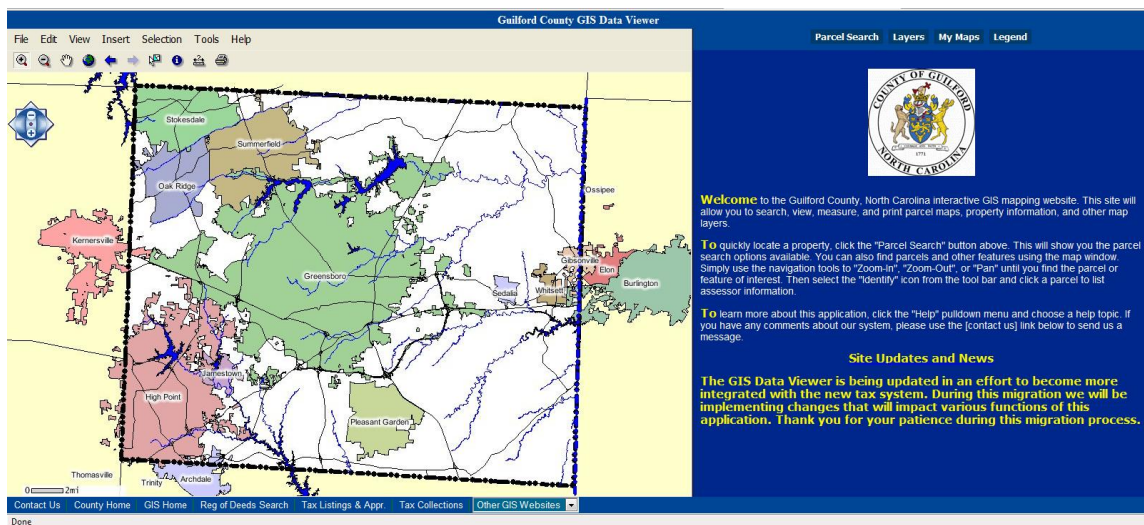 Guilford County GIS Data Viewer
File Edit View Insert Selection Tools Help
Parcel Search Layers My Maps Legend
Stokesdale
Summerfield
Oak Ridge
Ossipee
Kernersville
Gibsonville
Elon
Greensboro
Burlington
Sedalia
Whitsett
Jamestown
High Point
Pleasant Garden
Thomasville
Trinity
Archdale
0 2mi
COUNTY OF GUILFORD
1771
NORTH CAROLINA
Welcome to the Guilford County, North Carolina interactive GIS mapping website. This site will
allow you to search, view, measure, and print parcel maps, property information, and other map
layers.
To quickly locate a property, click the "Parcel Search" button above. This will show you the parcel
search options available. You can also find parcels and other features using the map window.
Simply use the navigation tools to "Zoom-In", "Zoom-Out", or "Pan" until you find the parcel or
feature of interest. Then select the "Identify" icon from the tool bar and click a parcel to list
assessor information.
To learn more about this application, click the "Help" pulldown menu and choose a help topic. If
you have any comments about our system, please use the [contact us] link below to send us a
message.
Site Updates and News
The GIS Data Viewer is being updated in an effort to become more
integrated with the new tax system. During this migration we will be
implementing changes that will impact various functions of this
application. Thank you for your patience during this migration process.
Contact Us County Home GIS Home Reg of Deeds Search Tax Listings & Appr. Tax Collections Other GIS Websites
Done